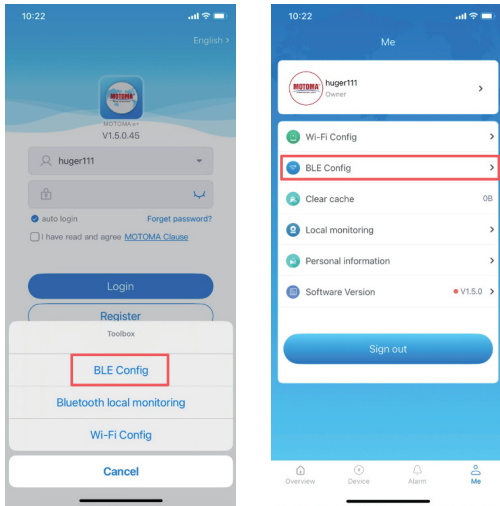 10:22
English >
MOTOMA
MOTOMA++
V1.5.0.45
huger111
auto login
Forget password?
I have read and agree MOTOMA Clause
Login
Register
Toolbox
BLE Config
Bluetooth local monitoring
Wi-Fi Config
Cancel
10:22
Me
MOTOMA
huger111
Owner
Wi-Fi Config
BLE Config
Clear cache 0B
Local monitoring
Personal information
Software Version V1.5.0
Sign out
Overview Device Alarm Me